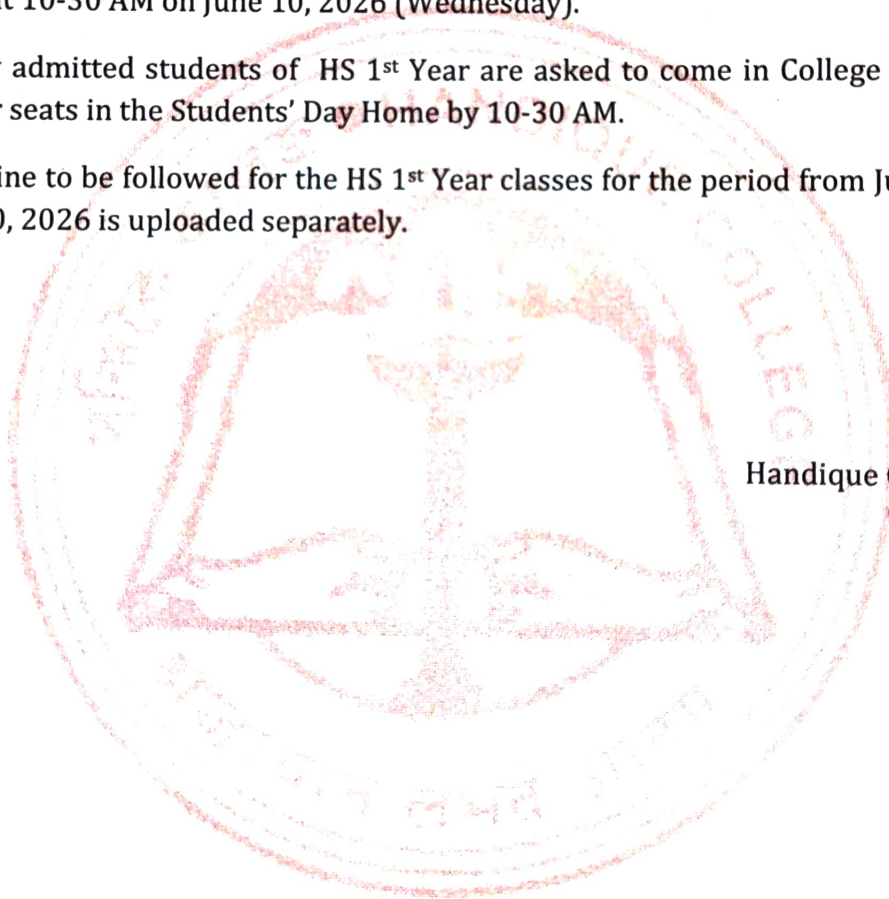 10-30 AM on June 10, 2026 (Wednesday).
admitted students of HS 1st Year are asked to come in College
seats in the Students' Day Home by 10-30 AM.
to be followed for the HS 1st Year classes for the period from
2026 is uploaded separately.
COLLEGE
Handique